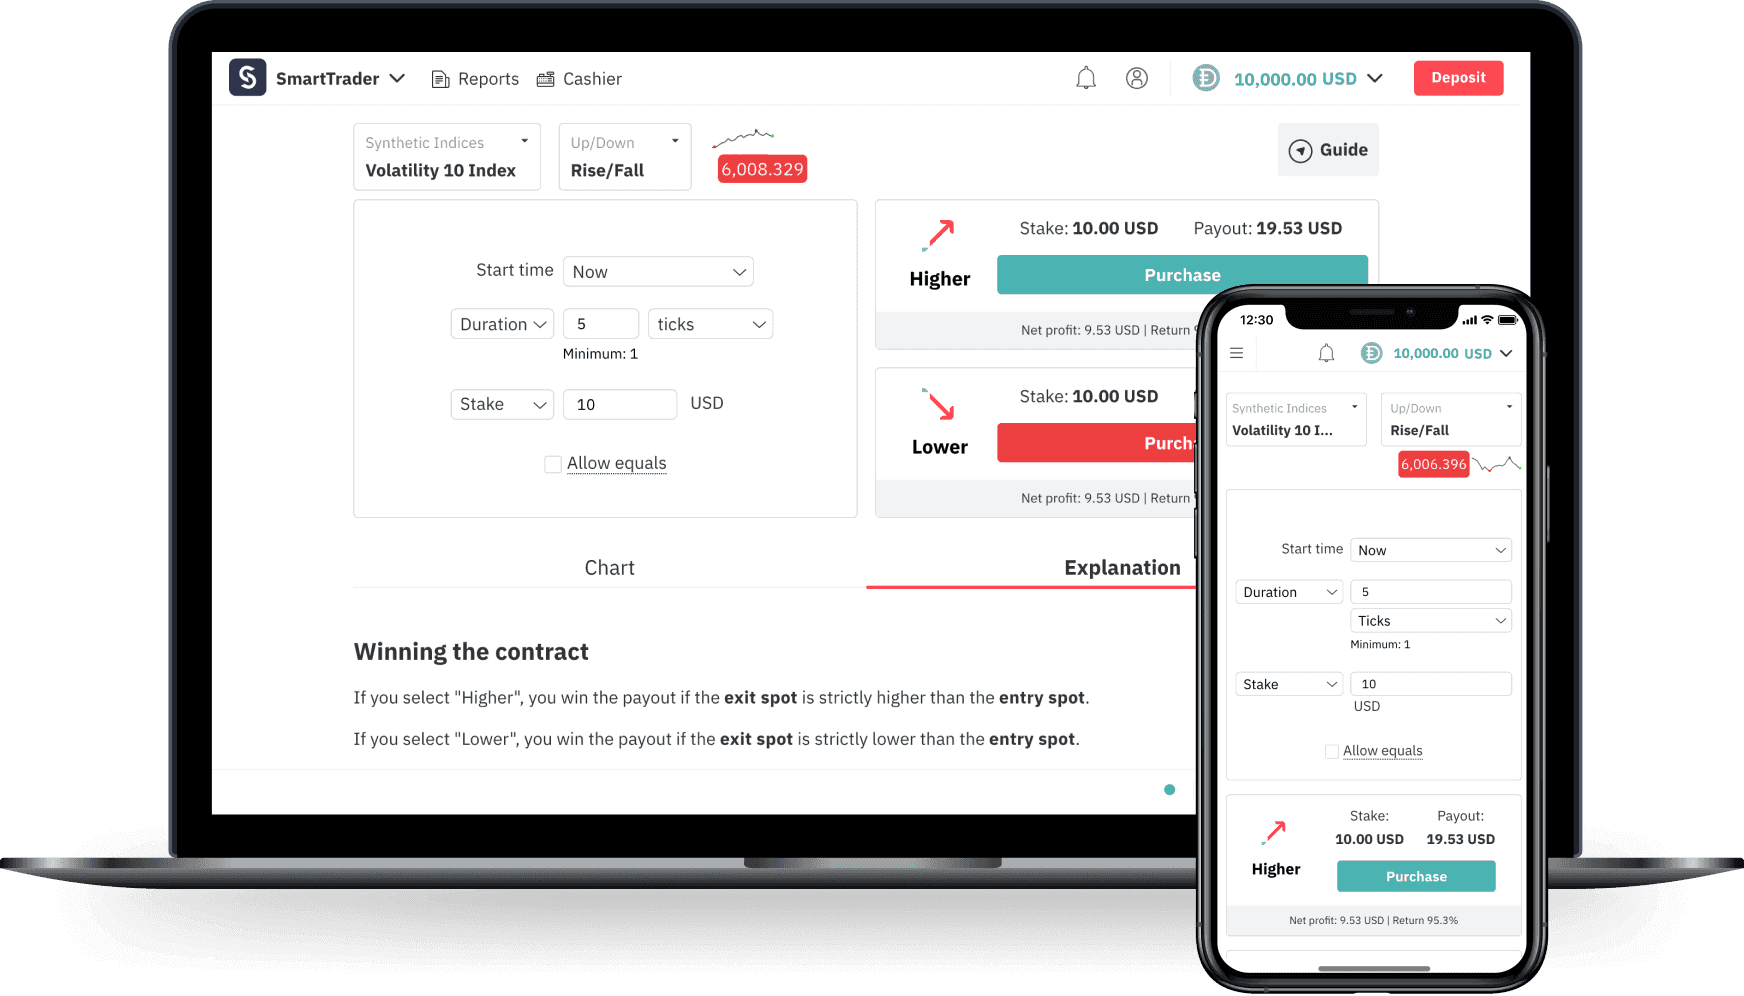 SmartTrader Reports Cashier 10,000.00 USD Deposit
Synthetic Indices
Volatility 10 Index
Up/Down
Rise/Fall
6,008.329
Guide
Start time Now
Duration 5 ticks
Minimum: 1
Stake 10 USD
Allow equals
Higher
Stake: 10.00 USD Payout: 19.53 USD
Purchase
Net profit: 9.53 USD | Return
Lower
Stake: 10.00 USD
Purch
Net profit: 9.53 USD | Return
Chart Explanation
Winning the contract
If you select "Higher", you win the payout if the exit spot is strictly higher than the entry spot.
If you select "Lower", you win the payout if the exit spot is strictly lower than the entry spot.
12:30
10,000.00 USD
Synthetic Indices
Volatility 10 I...
Up/Down
Rise/Fall
6,006.396
Start time Now
Duration 5
Ticks
Minimum: 1
Stake 10
USD
Allow equals
Higher
Stake: Payout:
10.00 USD 19.53 USD
Purchase
Net profit: 9.53 USD | Return 95.3%